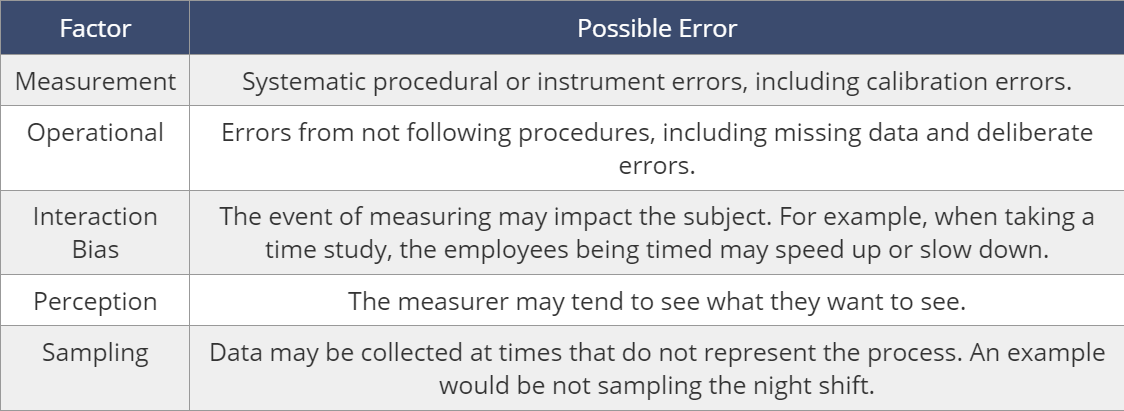 Factor
Possible Error
Measurement
Systematic procedural or instrument errors, including calibration errors.
Operational
Errors from not following procedures, including missing data and deliberate
errors.
Interaction
Bias
The event of measuring may impact the subject. For example, when taking a
time study, the employees being timed may speed up or slow down.
Perception
The measurer may tend to see what they want to see.
Sampling
Data may be collected at times that do not represent the process. An example
would be not sampling the night shift.